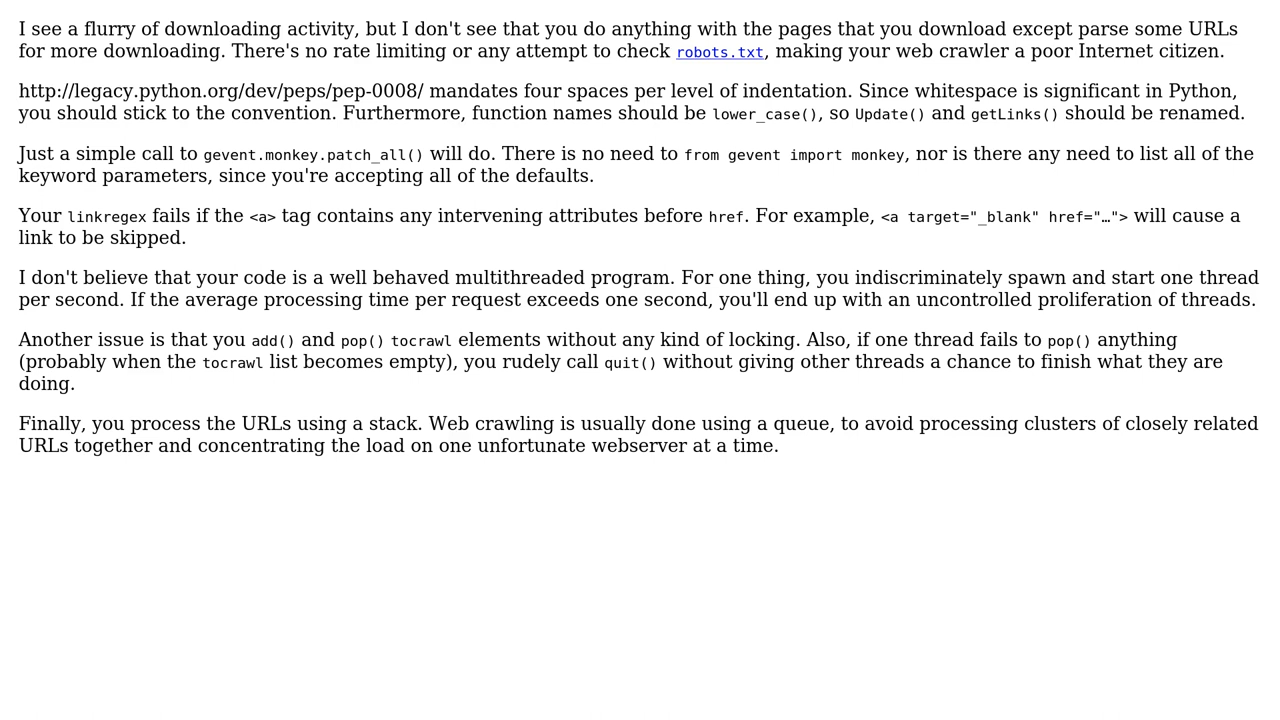 I see a flurry of downloading activity, but I don't see that you do anything with the pages that you download except parse some URLs
for more downloading. There's no rate limiting or any attempt to check robots.txt, making your web crawler a poor Internet citizen.
http://legacy.python.org/dev/peps/pep-0008/ mandates four spaces per level of indentation. Since whitespace is significant in Python,
you should stick to the convention. Furthermore, function names should be lower_case(), so Update() and getLinks() should be renamed.
Just a simple call to gevent.monkey.patch_all() will do. There is no need to from gevent import monkey, nor is there any need to list all of the
keyword parameters, since you're accepting all of the defaults.
Your linkregex fails if the <a> tag contains any intervening attributes before href. For example, <a target="_blank" href="…"> will cause a
link to be skipped.
I don't believe that your code is a well behaved multithreaded program. For one thing, you indiscriminately spawn and start one thread
per second. If the average processing time per request exceeds one second, you'll end up with an uncontrolled proliferation of threads.
Another issue is that you add() and pop() tocrawl elements without any kind of locking. Also, if one thread fails to pop() anything
(probably when the tocrawl list becomes empty), you rudely call quit() without giving other threads a chance to finish what they are
doing.
Finally, you process the URLs using a stack. Web crawling is usually done using a queue, to avoid processing clusters of closely related
URLs together and concentrating the load on one unfortunate webserver at a time.